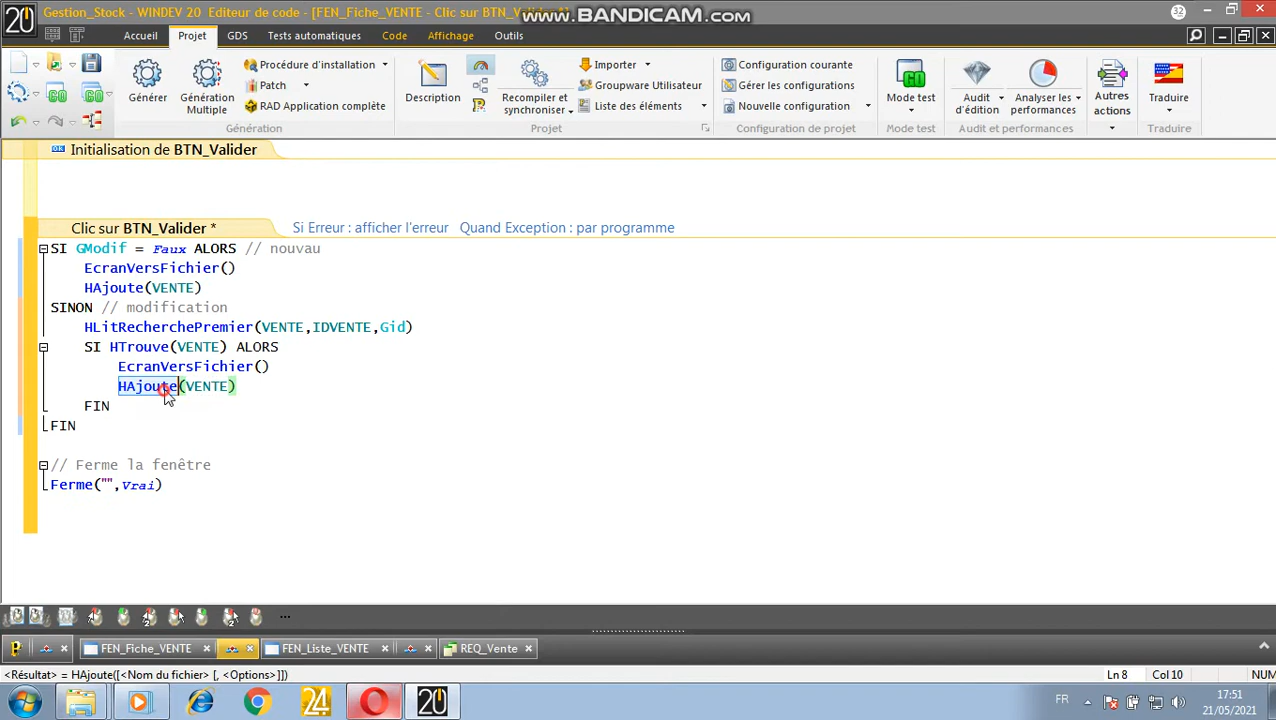 Gestion_Stock - WINDEV 20  Editeur de code - [FEN_Fiche_VENTE - Clic sur BTN_
www.BANDICAM.com
32
20
Accueil
Projet
GDS
Tests automatiques
Code
Affichage
Outils
Générer
Génération Multiple
Procédure d'installation
Patch
RAD Application complète
Génération
Description
Recompiler et synchroniser
Importer
Groupware Utilisateur
Liste des éléments
Projet
Configuration courante
Gérer les configurations
Nouvelle configuration
Configuration de projet
Mode test
Mode test
Audit d'édition
Analyser les performances
Audit et performances
Autres actions
Traduire
Traduire
Initialisation de BTN_Valider
Clic sur BTN_Valider *
Si Erreur : afficher l'erreur
Quand Exception : par programme
SI GModif = Faux ALORS // nouvau
EcranVersFichier()
HAjoute(VENTE)
SINON // modification
HLitRecherchePremier(VENTE,IDVENTE,Gid)
SI HTrouve(VENTE) ALORS
EcranVersFichier()
HAjoute(VENTE)
FIN
FIN
// Ferme la fenêtre
Ferme("",Vrai)
...
FEN_Fiche_VENTE
FEN_Liste_VENTE
REQ_Vente
<Résultat> = HAjoute([<Nom du fichier> [, <Options>]])
Ln 8
Col 10
NUM
24
20
FR
17:51
21/05/2021